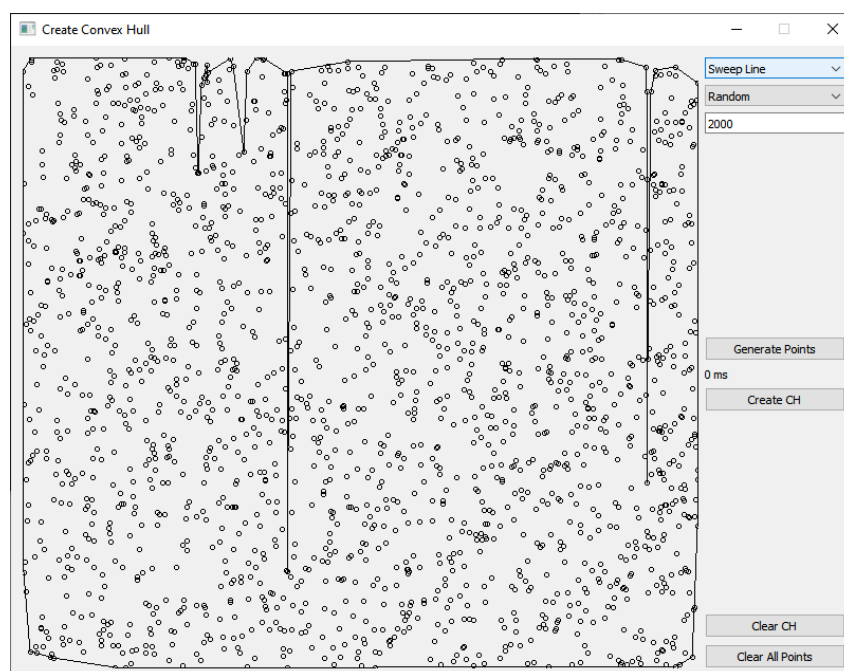 Create Convex Hull
Sweep Line
Random
2000
Generate Points
0 ms
Create CH
Clear CH
Clear All Points